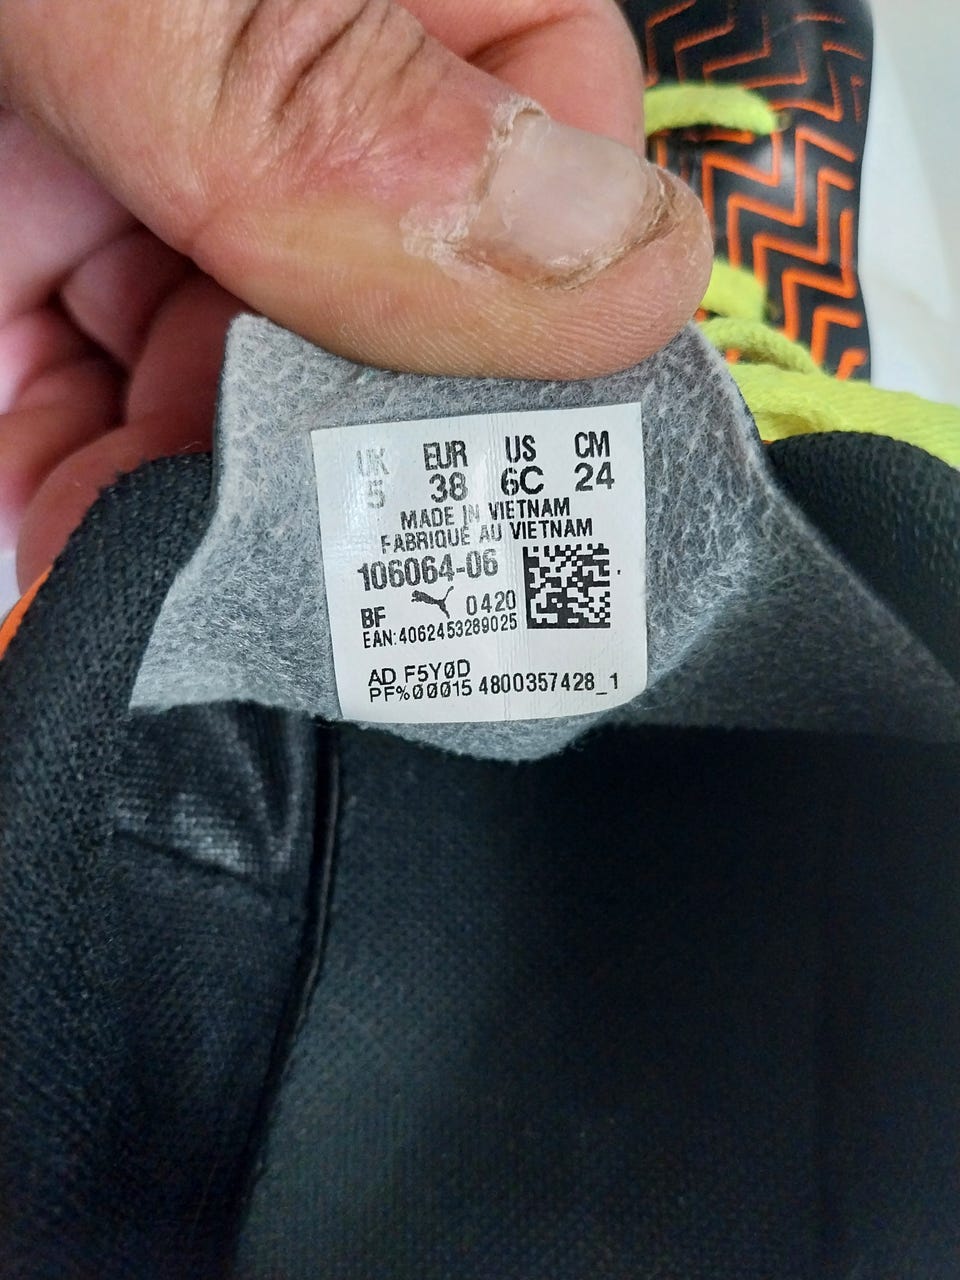 UK EUR US CM
5 38 6C 24
MADE IN VIETNAM
FABRIQUÉ AU VIETNAM
106064-06
BF 0420
EAN:4062453289025
AD F5Y0D
PF%00015 4800357428_1